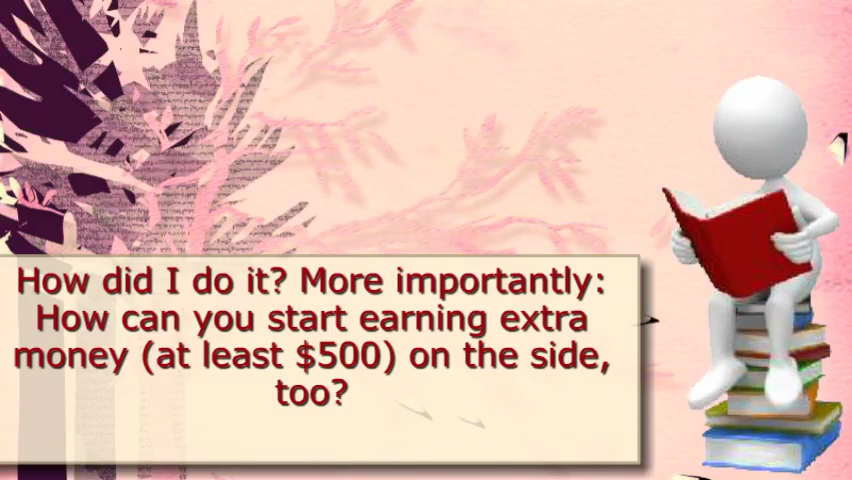 How did I do it? More importantly:
How can you start earning extra
money (at least $500) on the side,
too?